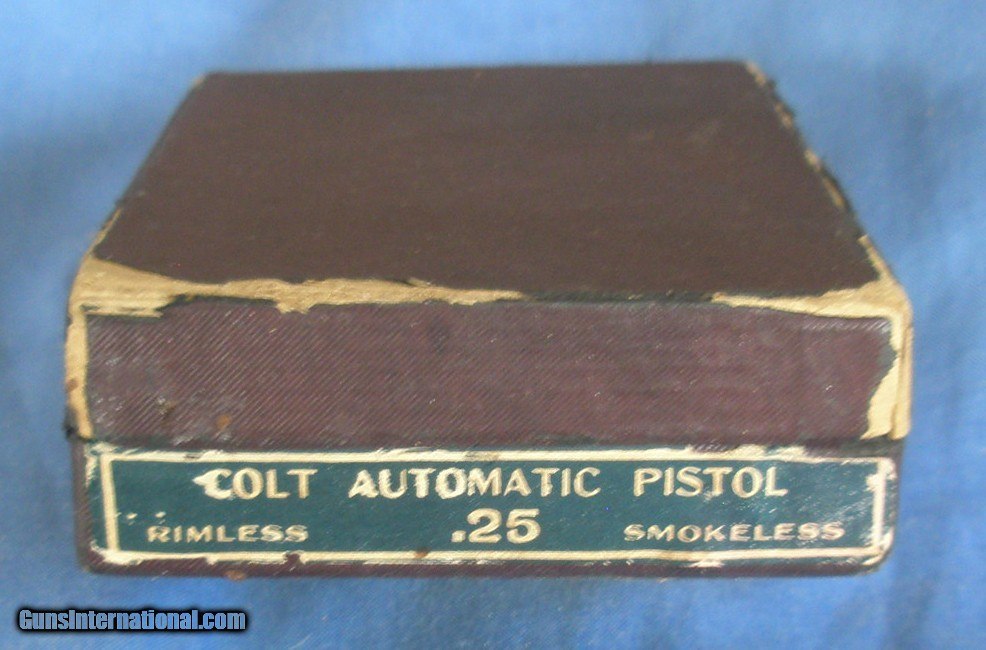 COLT AUTOMATIC PISTOL
RIMLESS .25 SMOKELESS
GunsInternational.com